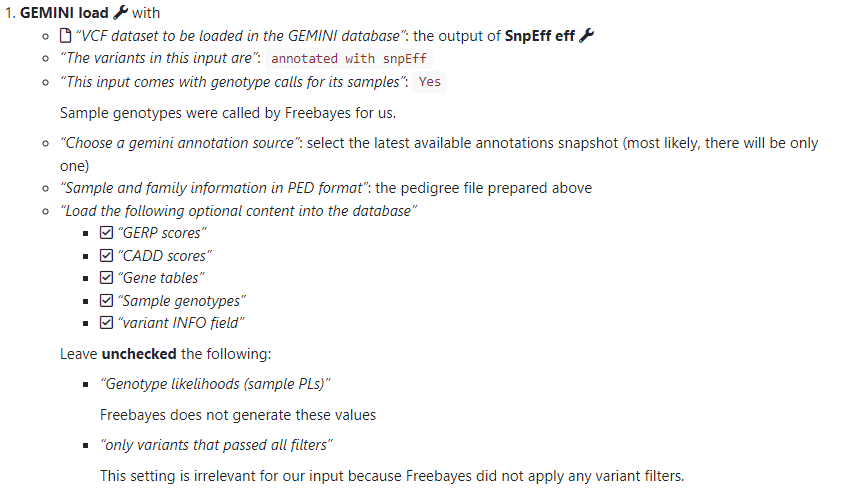 1. GEMINI load with
“VCF dataset to be loaded in the GEMINI database”: the output of SnpEff eff
“The variants in this input are”: annotated with snpEff
“This input comes with genotype calls for its samples”: Yes
Sample genotypes were called by Freebayes for us.
“Choose a gemini annotation source”: select the latest available annotations snapshot (most likely, there will be only
one)
“Sample and family information in PED format”: the pedigree file prepared above
“Load the following optional content into the database”
“GERP scores”
“CADD scores”
“Gene tables”
“Sample genotypes”
“variant INFO field”
Leave unchecked the following:
“Genotype likelihoods (sample PLs)”
Freebayes does not generate these values
“only variants that passed all filters”
This setting is irrelevant for our input because Freebayes did not apply any variant filters.